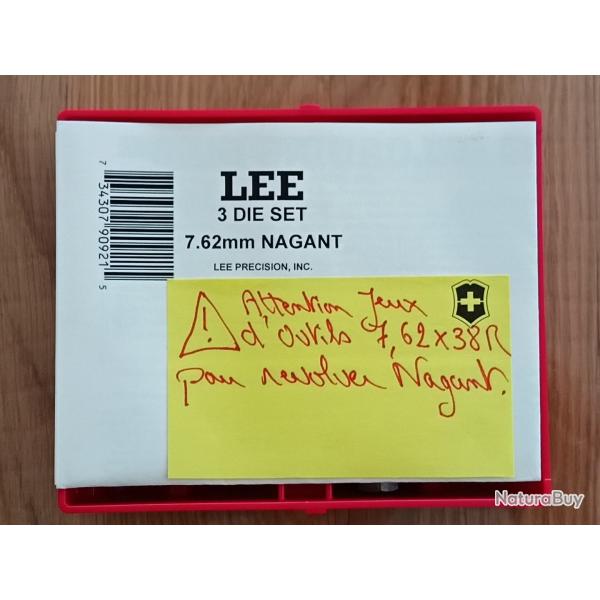 LEE
3 DIE SET
7.62mm NAGANT
LEE PRECISION, INC.
7 34307 90921 5
⚠ Attention Jeux
d'outils 7,62x38R
pour revolver Nagant.
NaturaBuy